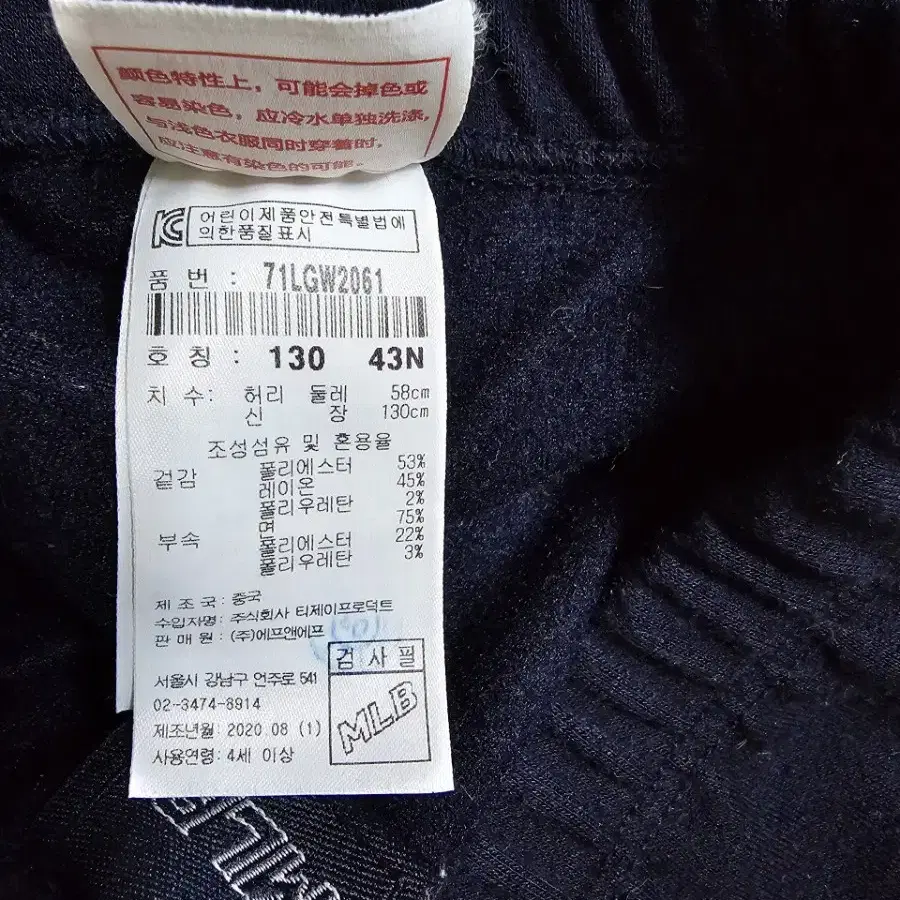 颜色特性上，可能会掉色或
容易染色，应冷水单独洗涤，
与浅色衣服同时穿着时，
应注意有染色的可能。
KC 어린이제품안전특별법에
의한품질표시
품 번 : 71LGW2061
호 칭 : 130 43N
치 수: 허리 둘레 58cm
신 장 130cm
조성섬유 및 혼용율
겉감 폴리에스터 53%
레이온 45%
폴리우레탄 2%
부속 면 75%
폴리에스터 22%
폴리우레탄 3%
제 조 국 : 중국
수입자명 : 주식회사 티제이프로덕트
판 매 원 : (주)에프앤에프
검 사 필
MLB
서울시 강남구 언주로 541
02-3474-8914
제조년월 : 2020.08 (1)
사용연령 : 4세 이상